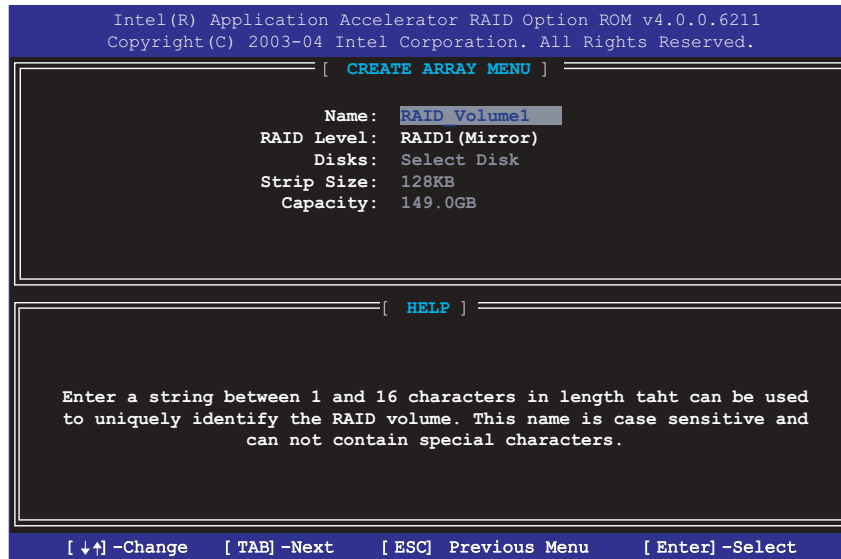 Intel(R) Application Accelerator RAID Option ROM v4.0.0.6211
Copyright(C) 2003-04 Intel Corporation. All Rights Reserved.
[ CREATE ARRAY MENU ]
Name: RAID_Volume1
RAID Level: RAID1(Mirror)
Disks: Select Disk
Strip Size: 128KB
Capacity: 149.0GB
[ HELP ]
Enter a string between 1 and 16 characters in length taht can be used
to uniquely identify the RAID volume. This name is case sensitive and
can not contain special characters.
[↓↑]-Change [TAB]-Next [ESC] Previous Menu [Enter]-Select